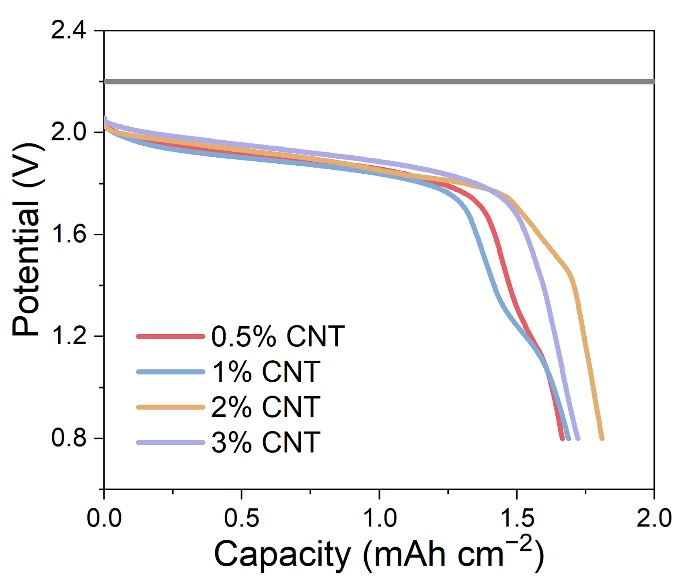 2.4
2.0
1.6
1.2
0.8
Potential (V)
0.5% CNT
1% CNT
2% CNT
3% CNT
0.0 0.5 1.0 1.5 2.0
Capacity (mAh cm⁻²)